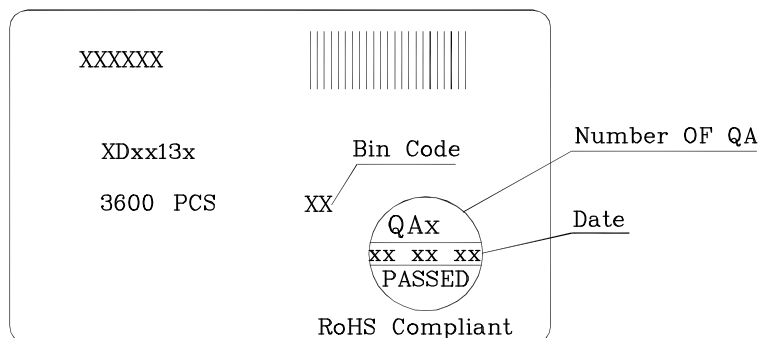 XXXXXX
XDxx13x
Bin Code
Number OF QA
3600 PCS
XX
QAx
Date
xx xx xx
PASSED
RoHS Compliant